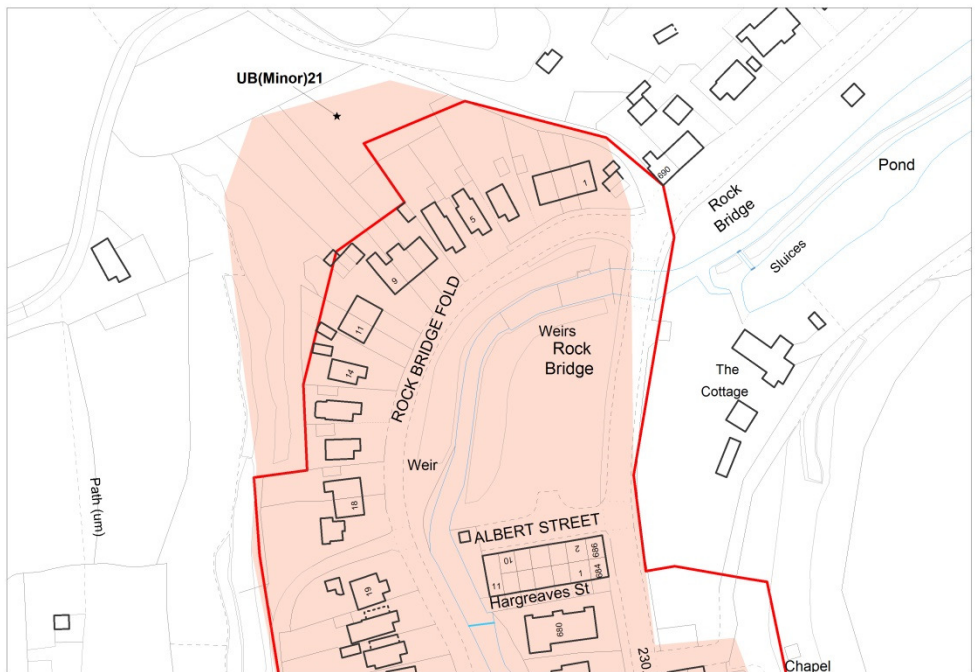 UB(Minor)21
Pond
690
Rock
Bridge
Sluices
1
5
9
ROCK BRIDGE FOLD
11
Weirs
Rock
Bridge
The
Cottage
14
Path (um)
Weir
18
ALBERT STREET
10
2
686
11
1
684
Hargreaves St
19
680
230
Chapel